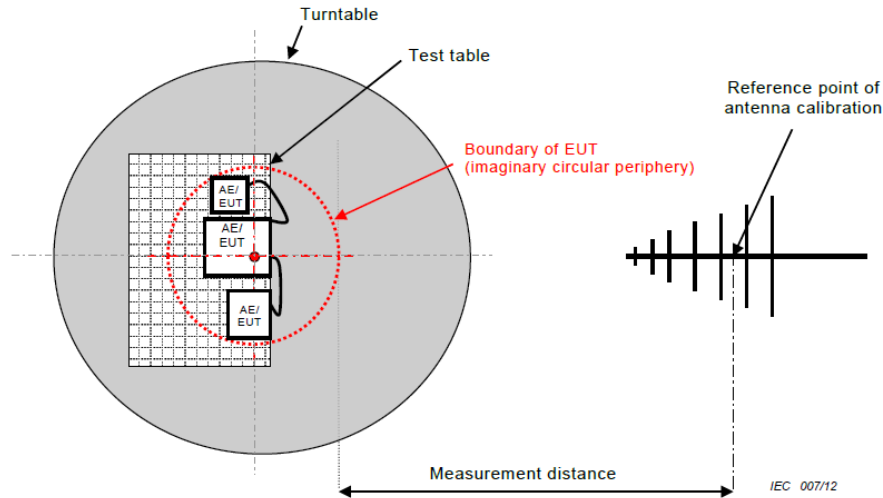 Turntable
Test table
Reference point of
antenna calibration
Boundary of EUT
(imaginary circular periphery)
AE/
EUT
AE/
EUT
AE/
EUT
Measurement distance
IEC 007/12